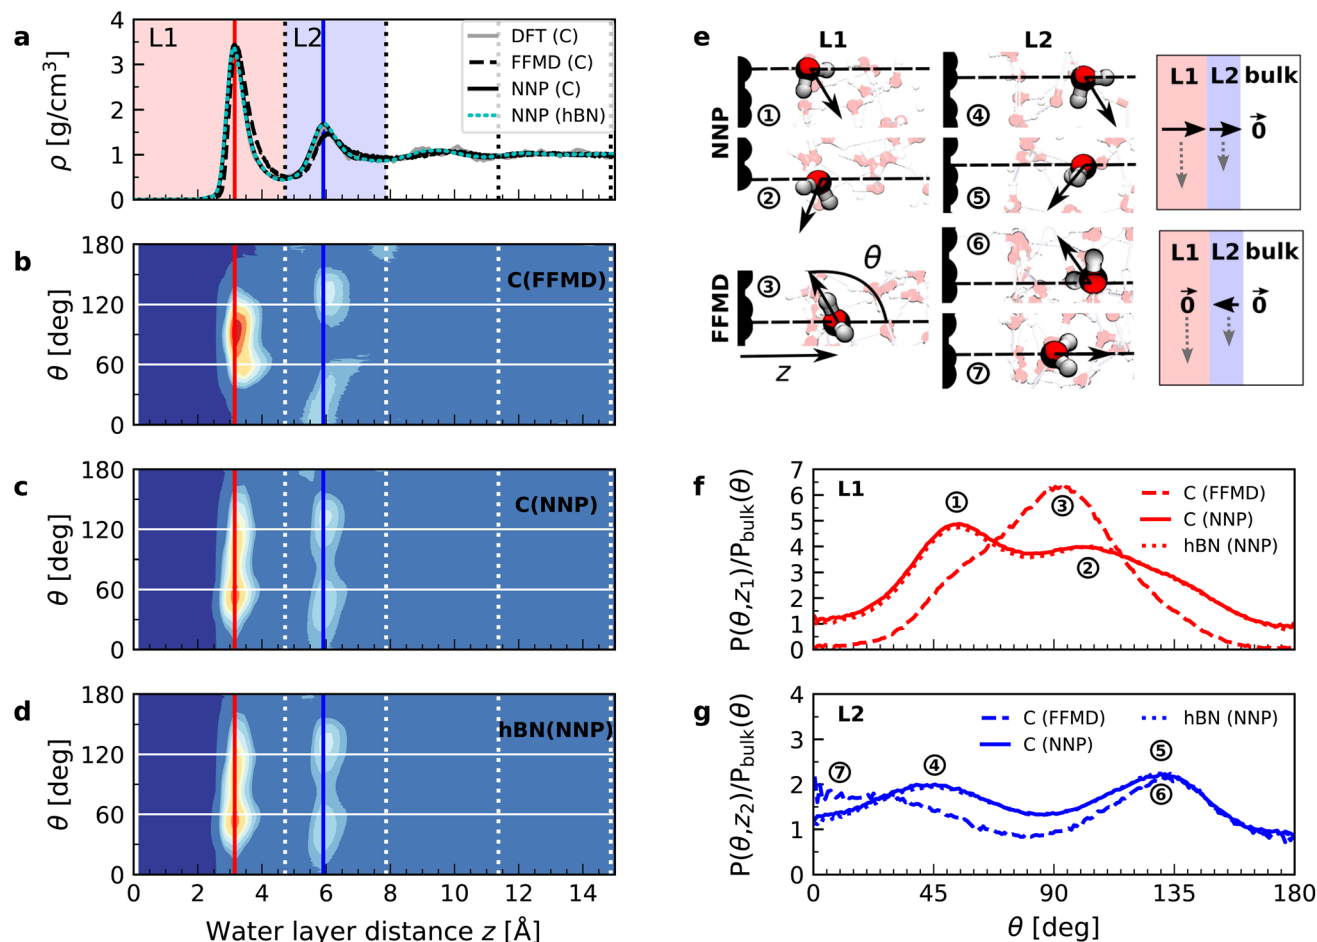 a
L1
L2
DFT (C)
FFMD (C)
NNP (C)
NNP (hBN)
ρ [g/cm³]
4
3
2
1
0
b
C(FFMD)
θ [deg]
180
120
60
0
c
C(NNP)
θ [deg]
180
120
60
0
d
hBN(NNP)
θ [deg]
180
120
60
0
0 2 4 6 8 10 12 14
Water layer distance z [Å]
e
L1
L2
NNP
①
②
④
⑤
FFMD
③
θ
z
⑥
⑦
L1 L2 bulk
0
L1 L2 bulk
0 0
f
L1
C (FFMD)
C (NNP)
hBN (NNP)
①
③
②
P(θ,z₁)/P_bulk(θ)
7
6
5
4
3
2
1
0
g
L2
C (FFMD)
C (NNP)
hBN (NNP)
⑦
④
⑤
⑥
P(θ,z₂)/P_bulk(θ)
4
3
2
1
0
0 45 90 135 180
θ [deg]